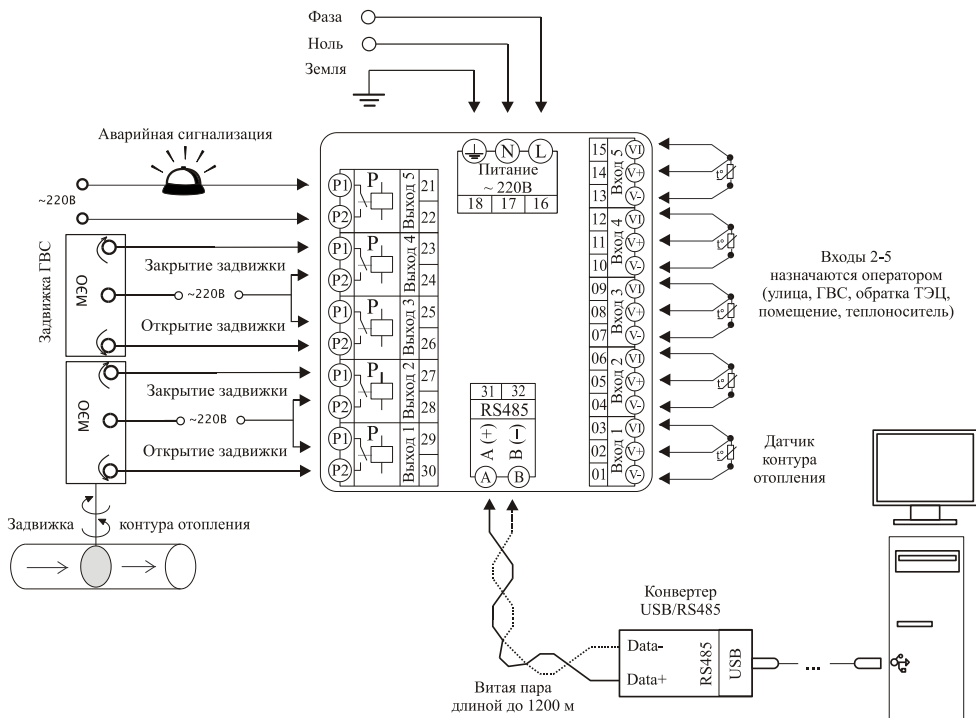 Фаза
Ноль
Земля
Аварийная сигнализация
~220В
Задвижка ГВС
МЭО
Закрытие задвижки
~220В
Открытие задвижки
МЭО
Закрытие задвижки
~220В
Открытие задвижки
Задвижка контура отопления
N L
Питание
~ 220В
18 17 16
P1 P Выход 5 21
P2 22
P1 P Выход 4 23
P2 24
P1 P Выход 3 25
P2 26
P1 P Выход 2 27
P2 28
P1 P Выход 1 29
P2 30
31 32
RS485
A (+) B (-)
A B
15 Вход 5 VI
14 V+
13 V-
12 Вход 4 VI
11 V+
10 V-
09 Вход 3 VI
08 V+
07 V-
06 Вход 2 VI
05 V+
04 V-
03 Вход 1 VI
02 V+
01 V-
t°
t°
t°
t°
t°
Входы 2-5
назначаются оператором
(улица, ГВС, обратка ТЭЦ,
помещение, теплоноситель)
Датчик
контура
отопления
Конвертер
USB/RS485
Data-
Data+
RS485
USB
...
Витая пара
длиной до 1200 м